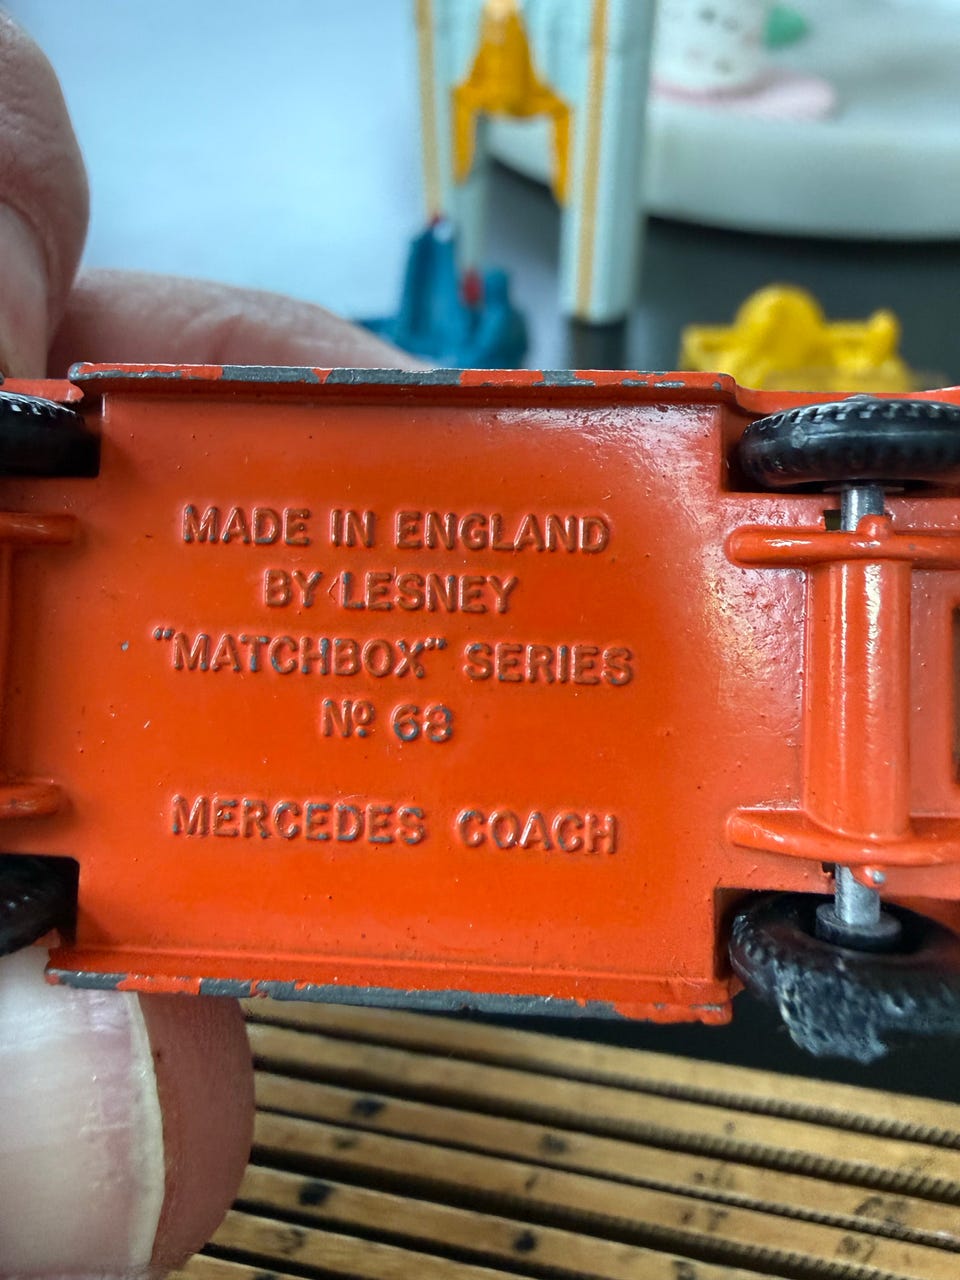 MADE IN ENGLAND
BY LESNEY
"MATCHBOX" SERIES
Nº 68
MERCEDES COACH